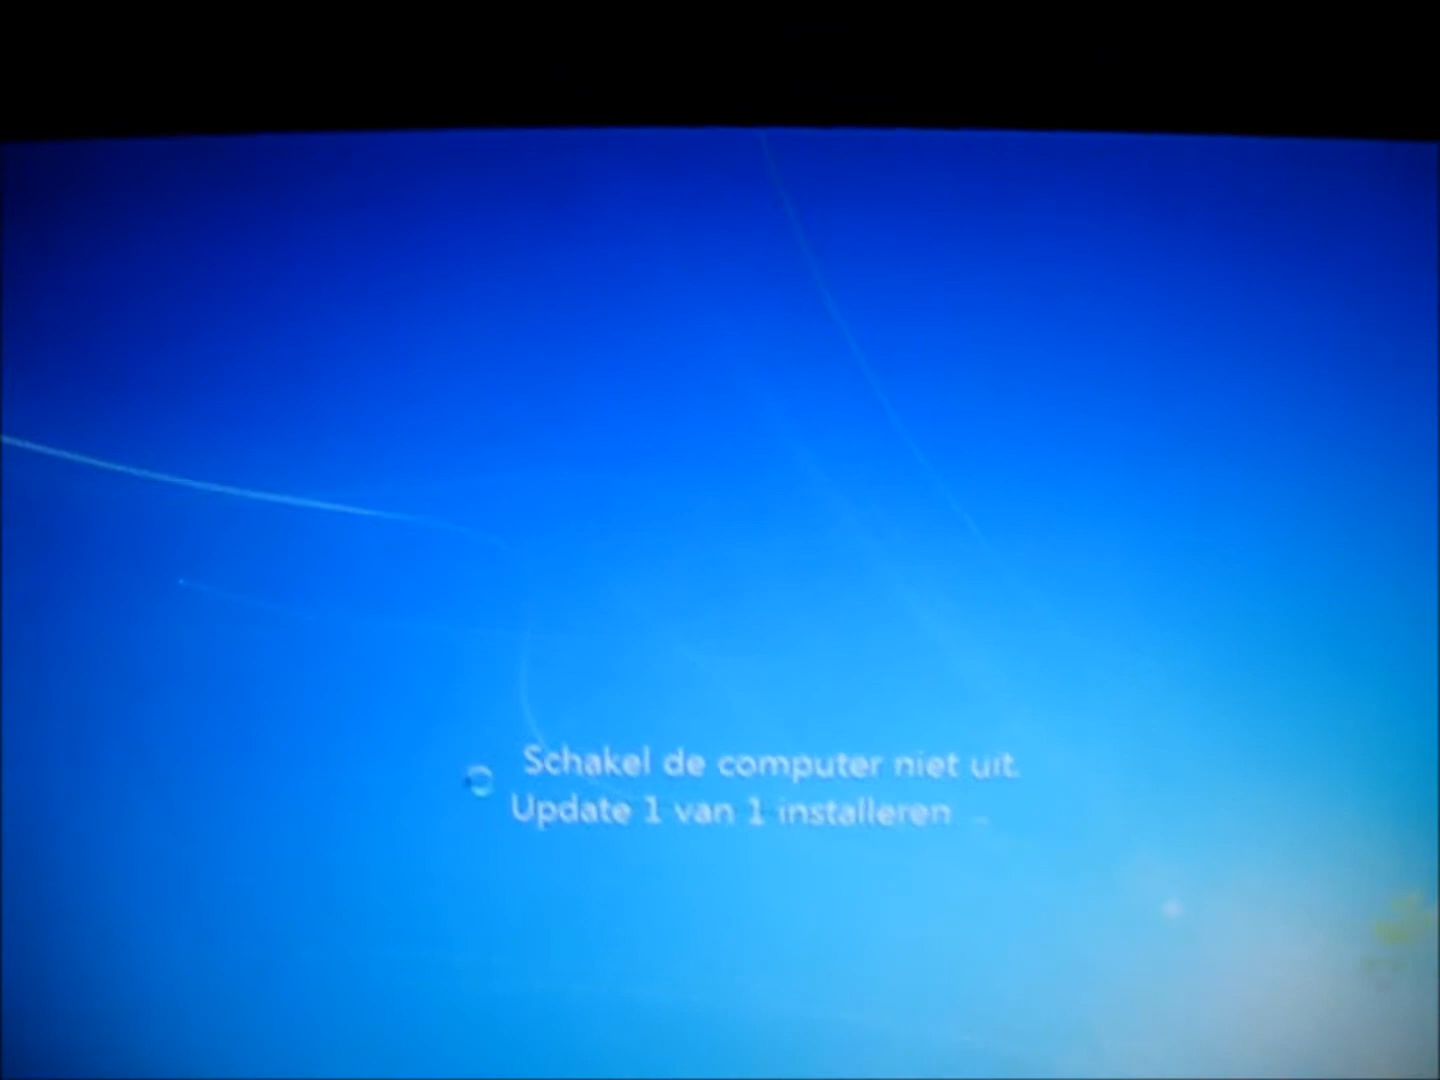 Schakel de computer niet uit.
Update 1 van 1 installeren ...